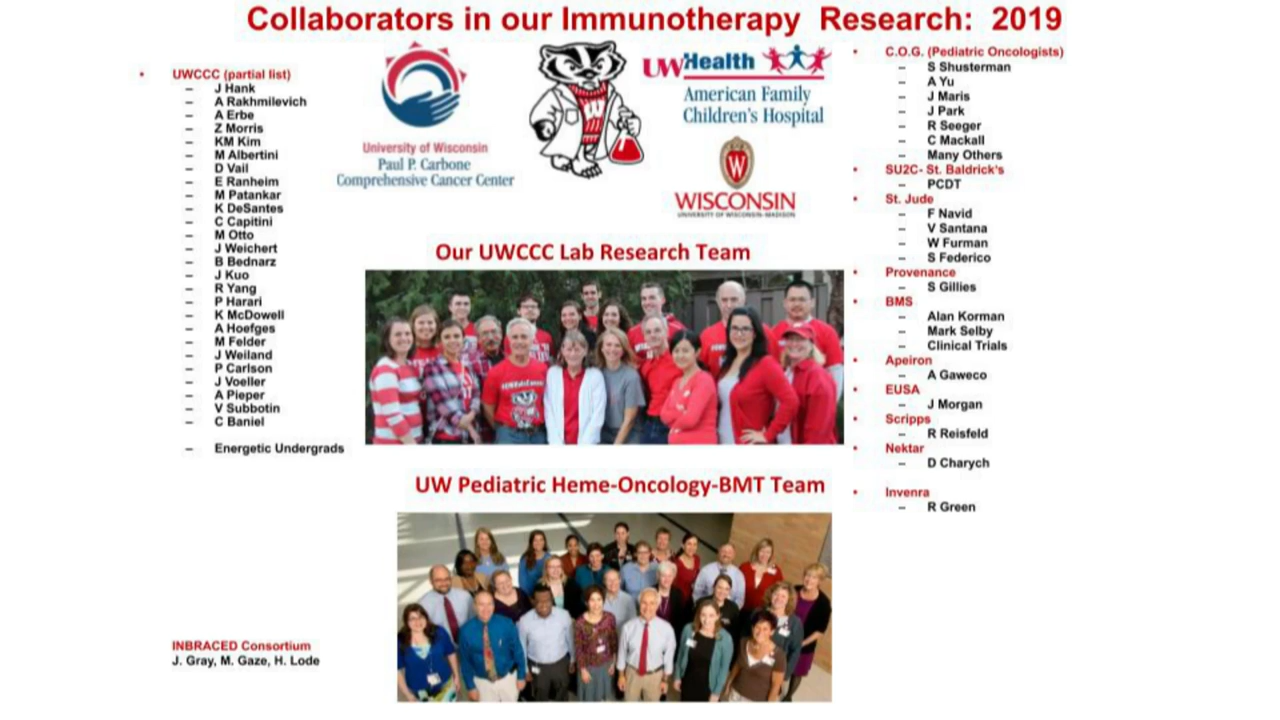 Collaborators in our Immunotherapy Research: 2019
• UWCCC (partial list)
– J Hank
– A Rakhmilevich
– A Erbe
– Z Morris
– KM Kim
– M Albertini
– D Vail
– E Ranheim
– M Patankar
– K DeSantes
– C Capitini
– M Otto
– J Weichert
– B Bednarz
– J Kuo
– R Yang
– P Harari
– K McDowell
– A Hoefges
– M Felder
– J Weiland
– P Carlson
– J Voeller
– A Pieper
– V Subbotin
– C Baniel
– Energetic Undergrads
INBRACED Consortium
J. Gray, M. Gaze, H. Lode
University of Wisconsin
Paul P. Carbone
Comprehensive Cancer Center
W
UWHealth
American Family
Children's Hospital
W
WISCONSIN
UNIVERSITY OF WISCONSIN-MADISON
Our UWCCC Lab Research Team
UW Pediatric Heme-Oncology-BMT Team
• C.O.G. (Pediatric Oncologists)
– S Shusterman
– A Yu
– J Maris
– J Park
– R Seeger
– C Mackall
– Many Others
• SU2C- St. Baldrick's
– PCDT
• St. Jude
– F Navid
– V Santana
– W Furman
– S Federico
• Provenance
– S Gillies
• BMS
– Alan Korman
– Mark Selby
– Clinical Trials
• Apeiron
– A Gaweco
• EUSA
– J Morgan
• Scripps
– R Reisfeld
• Nektar
– D Charych
• Invenra
– R Green